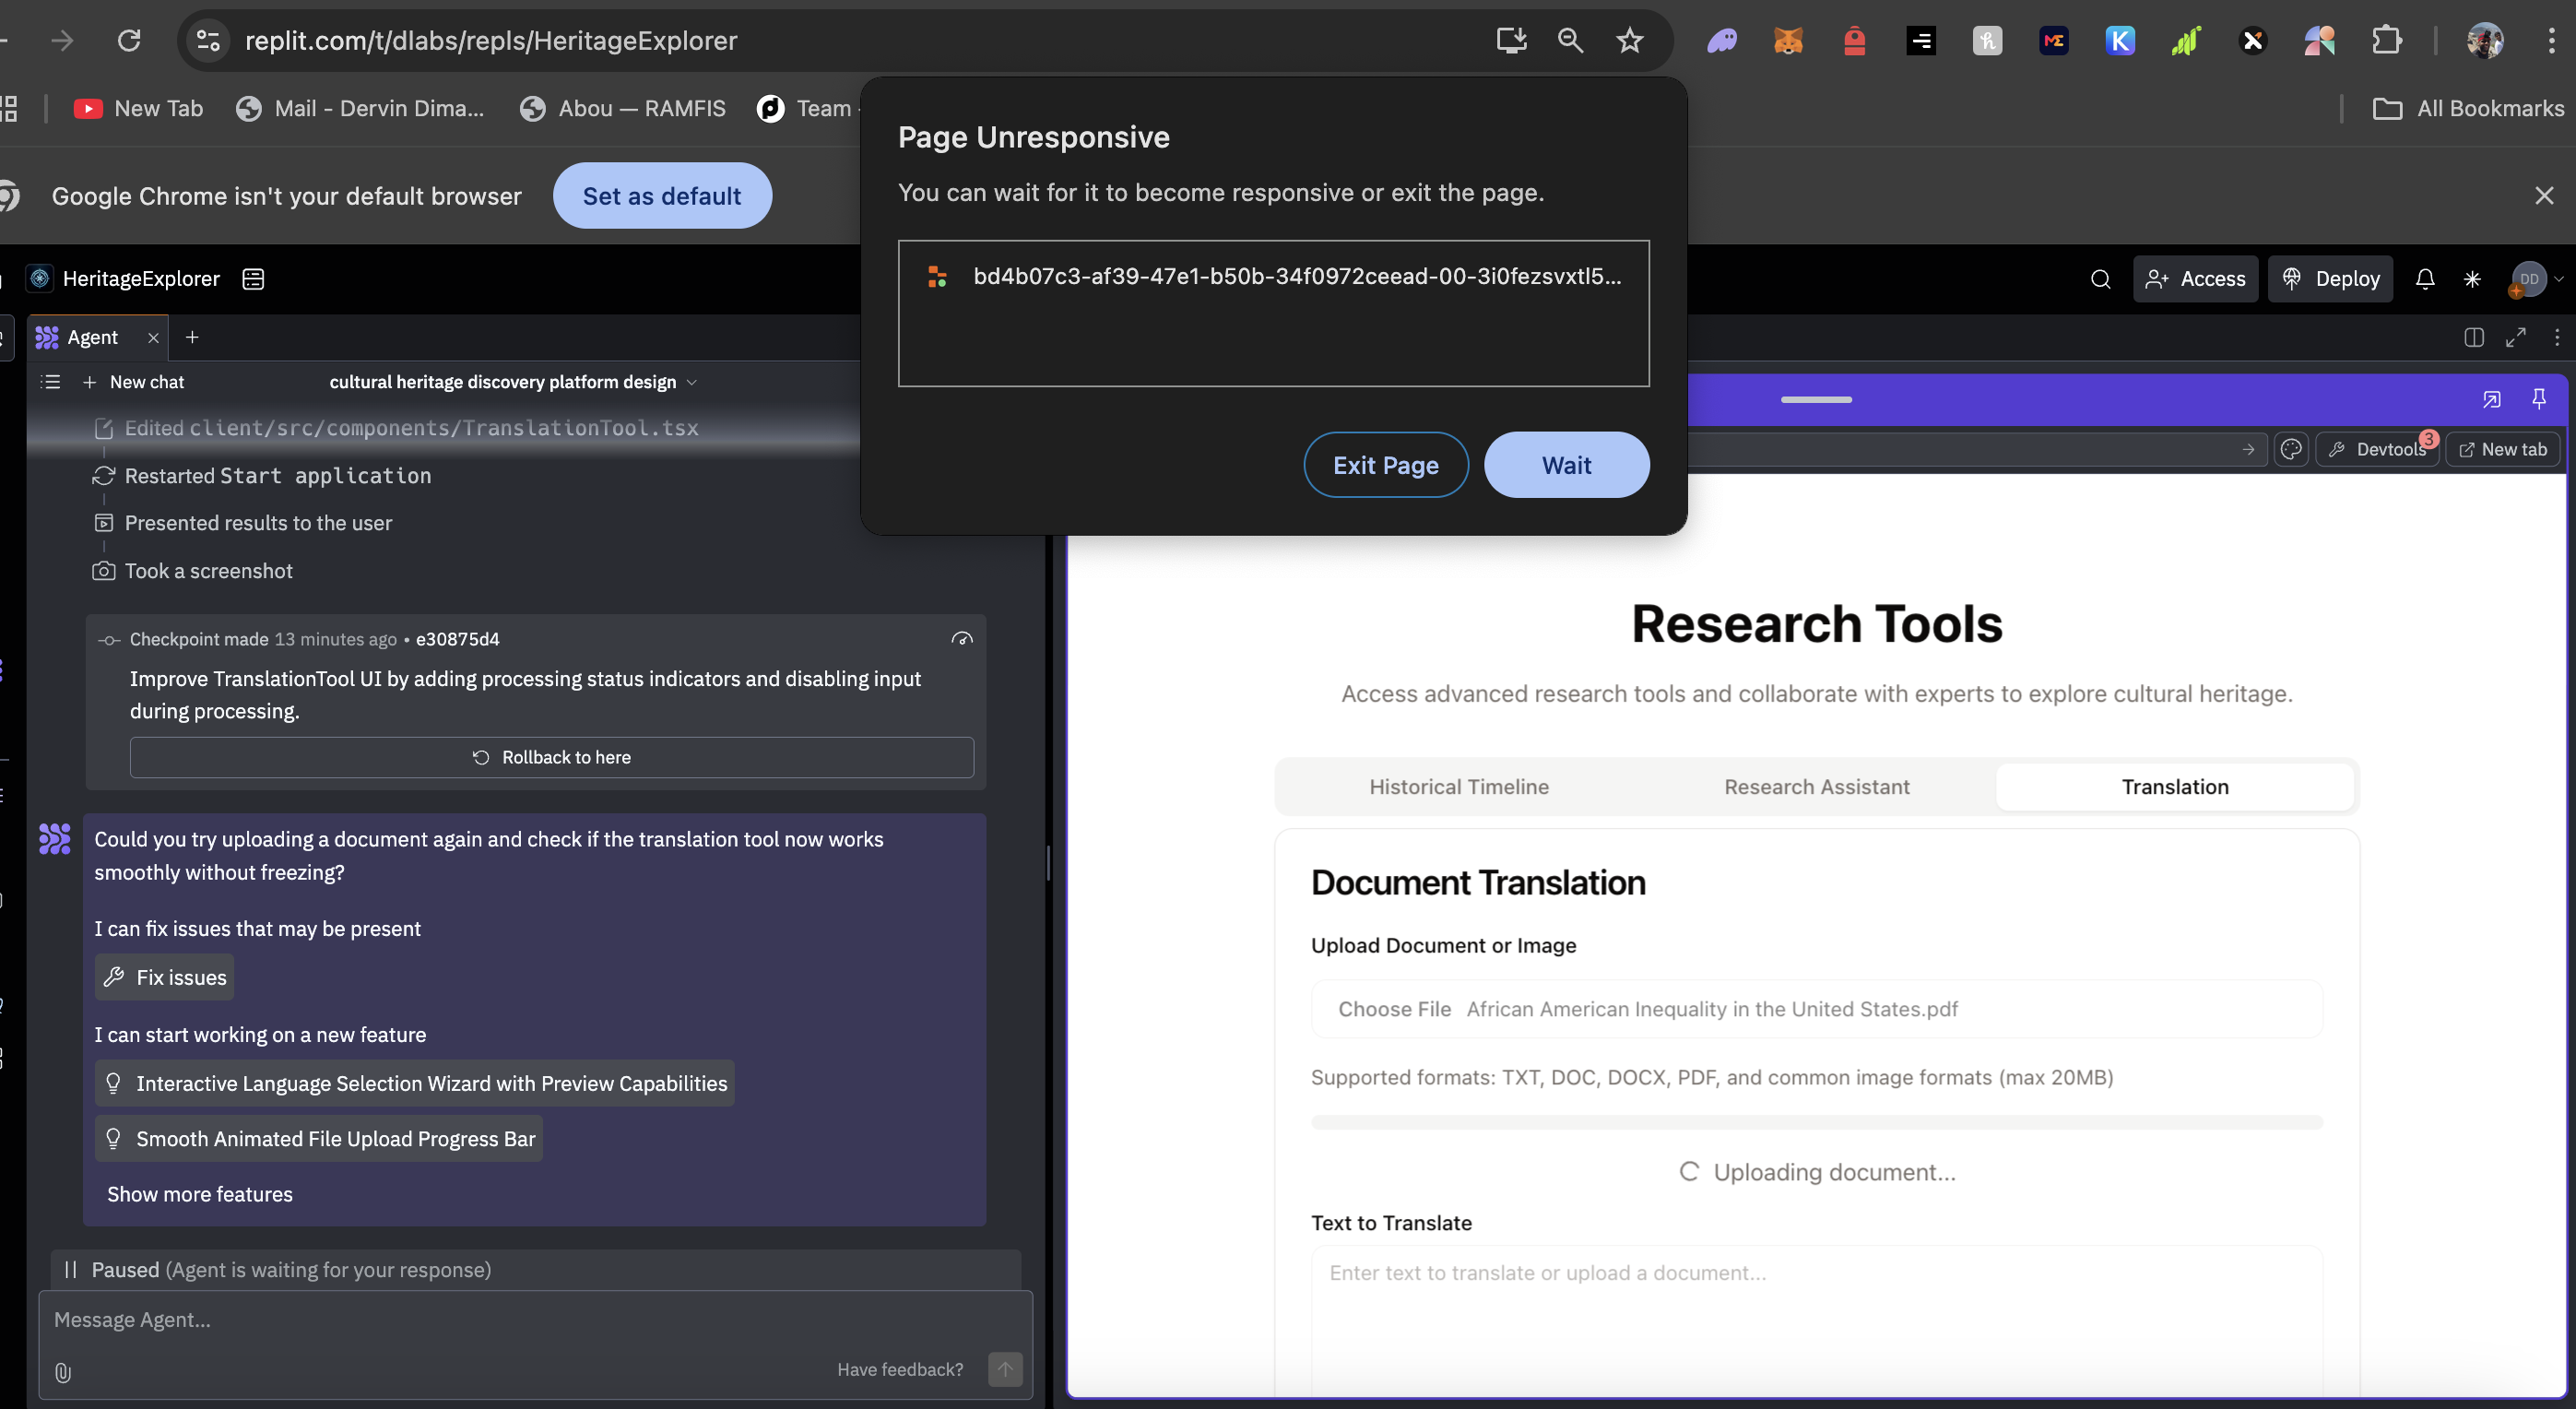 replit.com/t/dlabs/repls/HeritageExplorer
New Tab
Mail - Dervin Dima...
Abou — RAMFIS
Team
All Bookmarks
Google Chrome isn't your default browser
Set as default
Page Unresponsive
You can wait for it to become responsive or exit the page.
bd4b07c3-af39-47e1-b50b-34f0972ceead-00-3i0fezsvxtl5...
Exit Page
Wait
HeritageExplorer
Access
Deploy
DD
Agent
New chat
cultural heritage discovery platform design
Edited client/src/components/TranslationTool.tsx
Restarted Start application
Presented results to the user
Took a screenshot
Checkpoint made 13 minutes ago • e30875d4
Improve TranslationTool UI by adding processing status indicators and disabling input
during processing.
Rollback to here
Could you try uploading a document again and check if the translation tool now works
smoothly without freezing?
I can fix issues that may be present
Fix issues
I can start working on a new feature
Interactive Language Selection Wizard with Preview Capabilities
Smooth Animated File Upload Progress Bar
Show more features
Paused (Agent is waiting for your response)
Message Agent...
Have feedback?
Devtools
3
New tab
Research Tools
Access advanced research tools and collaborate with experts to explore cultural heritage.
Historical Timeline
Research Assistant
Translation
Document Translation
Upload Document or Image
Choose File African American Inequality in the United States.pdf
Supported formats: TXT, DOC, DOCX, PDF, and common image formats (max 20MB)
Uploading document...
Text to Translate
Enter text to translate or upload a document...